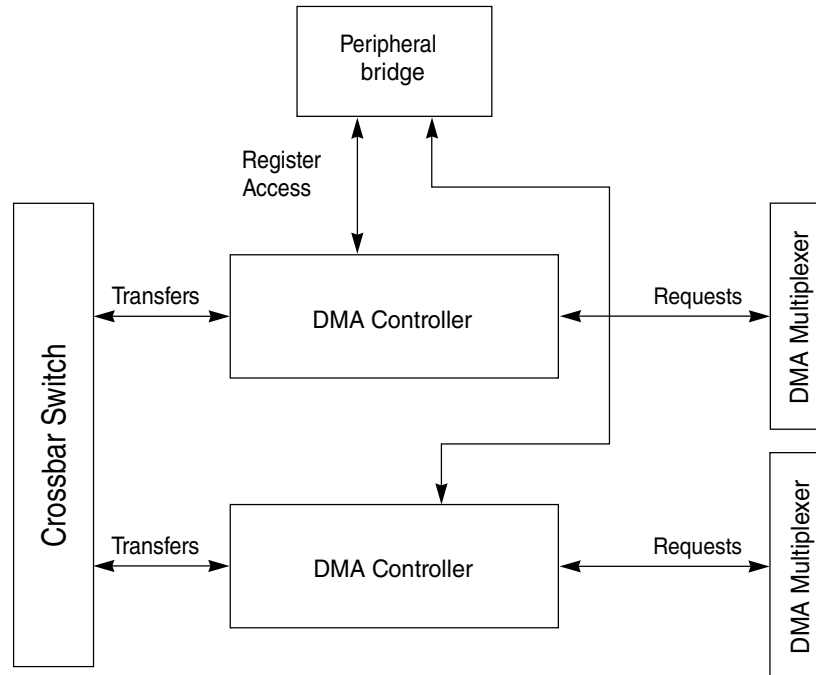 Peripheral
bridge
Register
Access
Crossbar Switch
Transfers
DMA Controller
Requests
DMA Multiplexer
Transfers
DMA Controller
Requests
DMA Multiplexer